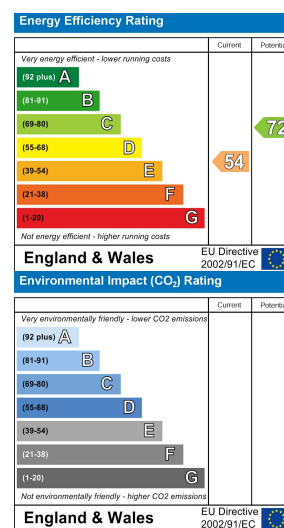 Energy Efficiency Rating
Current Potenti
Very energy efficient - lower running costs
(92 plus) A
(81-91) B
(69-80) C
72
(55-68) D
(39-54) E
54
(21-38) F
(1-20) G
Not energy efficient - higher running costs
England & Wales
EU Directive
2002/91/EC
Environmental Impact (CO₂) Rating
Current Potenti
Very environmentally friendly - lower CO2 emissions
(92 plus) A
(81-91) B
(69-80) C
(55-68) D
(39-54) E
(21-38) F
(1-20) G
Not environmentally friendly - higher CO2 emissions
England & Wales
EU Directive
2002/91/EC